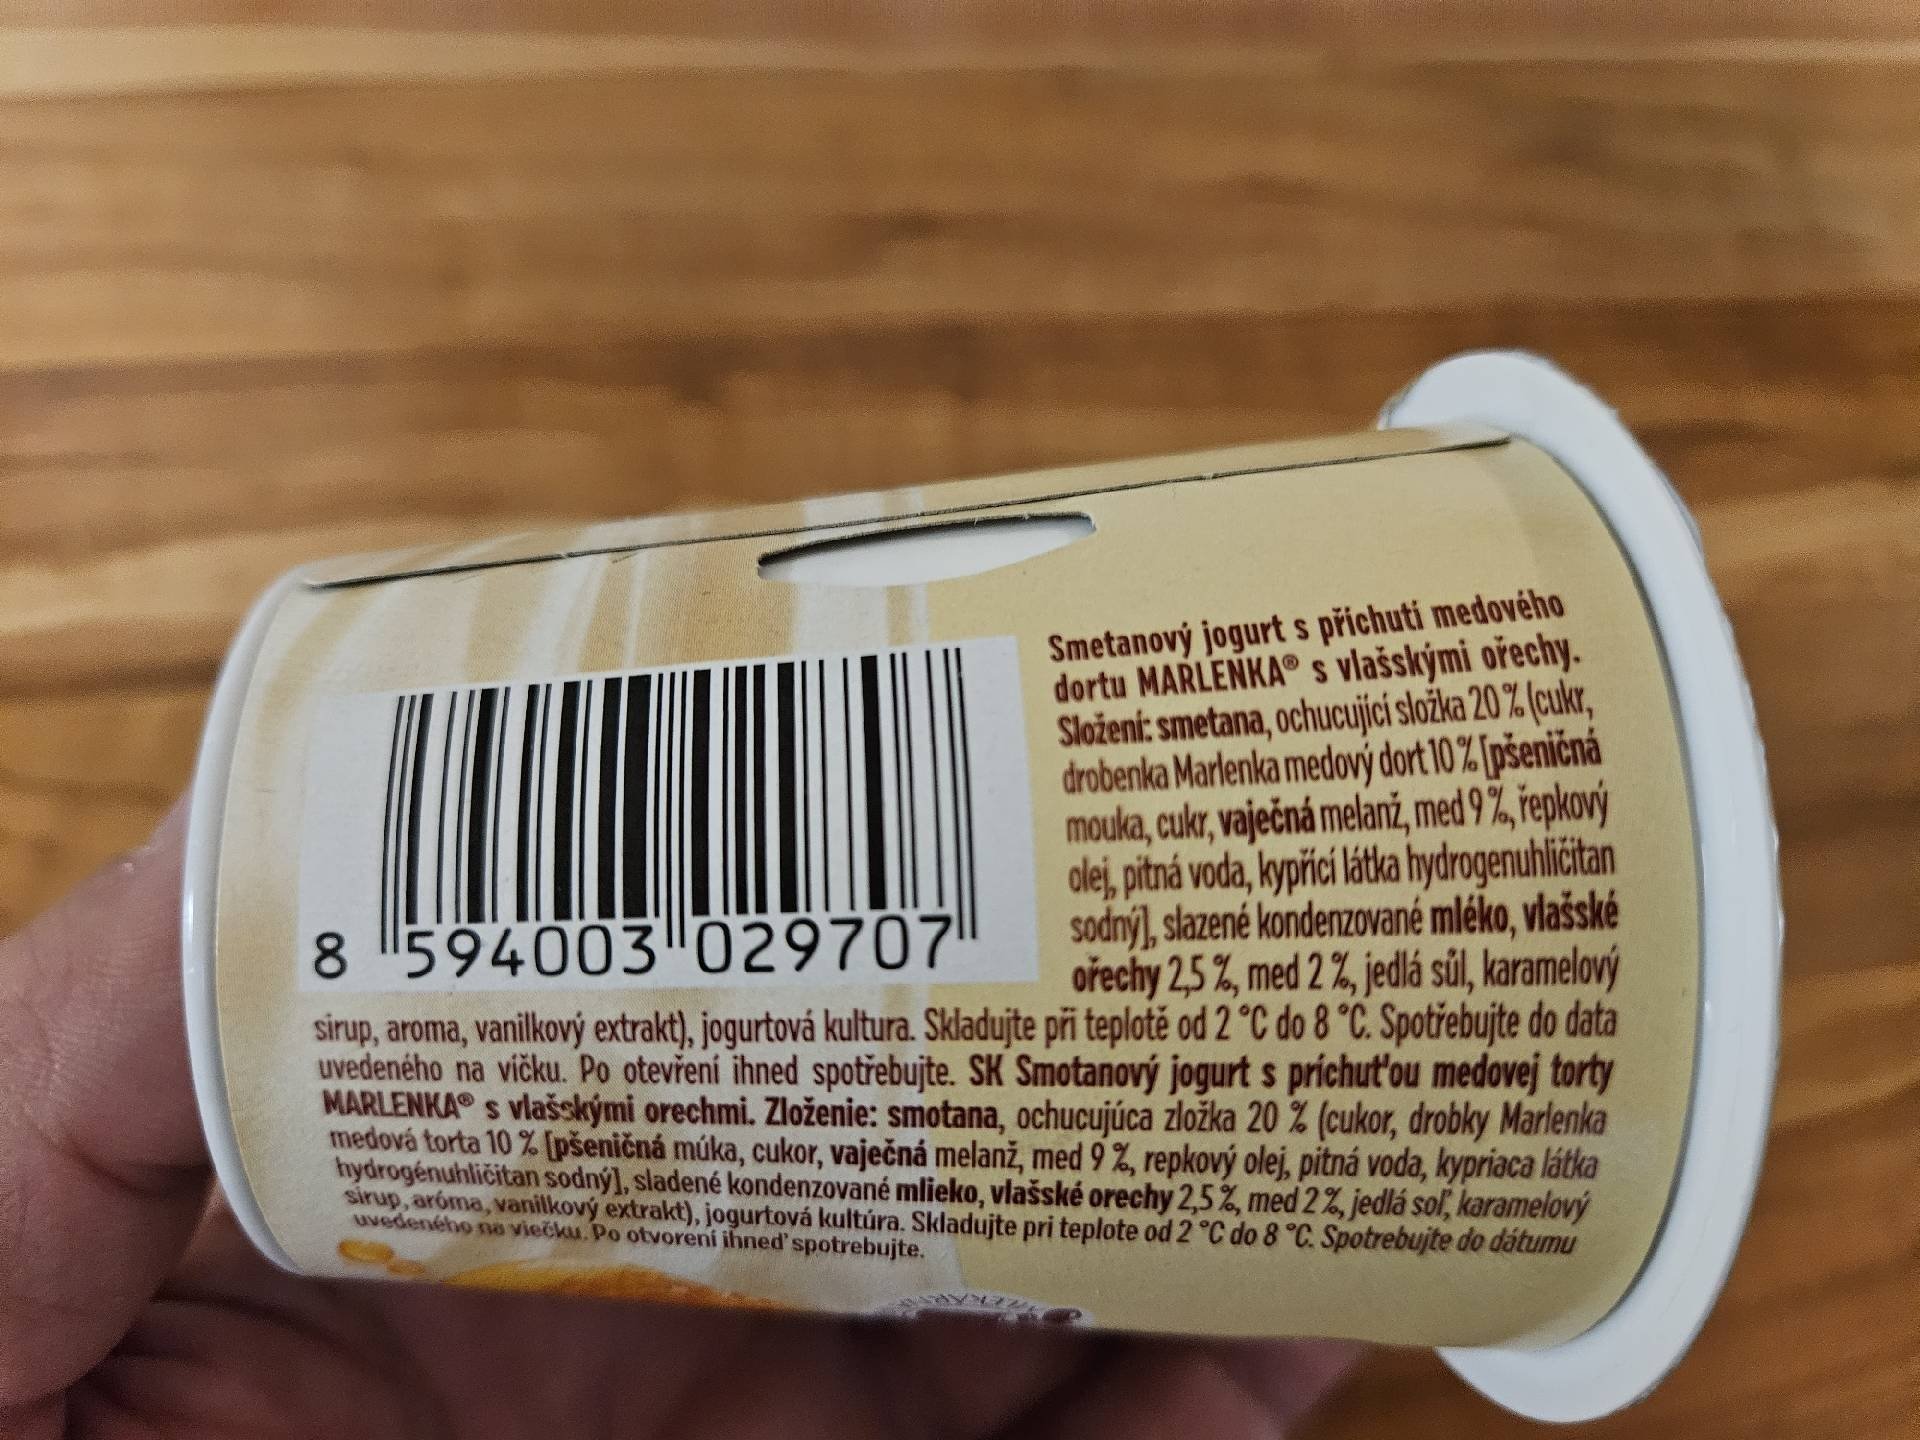 Smetanový jogurt s příchutí medového
dortu MARLENKA® s vlašskými ořechy.
Složení: smetana, ochucující složka 20 % (cukr,
drobenka Marlenka medový dort 10 % [pšeničná
mouka, cukr, vaječná melanž, med 9 %, řepkový
olej, pitná voda, kypřící látka hydrogenuhličitan
sodný], slazené kondenzované mléko, vlašské
ořechy 2,5 %, med 2 %, jedlá sůl, karamelový
8 594003 029707
sirup, aroma, vanilkový extrakt), jogurtová kultura. Skladujte při teplotě od 2 °C do 8 °C. Spotřebujte do data
uvedeného na víčku. Po otevření ihned spotřebujte. SK Smotanový jogurt s príchuťou medovej torty
MARLENKA® s vlašskými orechmi. Zloženie: smotana, ochucujúca zložka 20 % (cukor, drobky Marlenka
medová torta 10 % [pšeničná múka, cukor, vaječná melanž, med 9 %, repkový olej, pitná voda, kypriaca látka
hydrogénuhličitan sodný], sladené kondenzované mlieko, vlašské orechy 2,5 %, med 2 %, jedlá soľ, karamelový
sirup, aróma, vanilkový extrakt), jogurtová kultúra. Skladujte pri teplote od 2 °C do 8 °C. Spotrebujte do dátumu
uvedeného na viečku. Po otvorení ihneď spotrebujte.